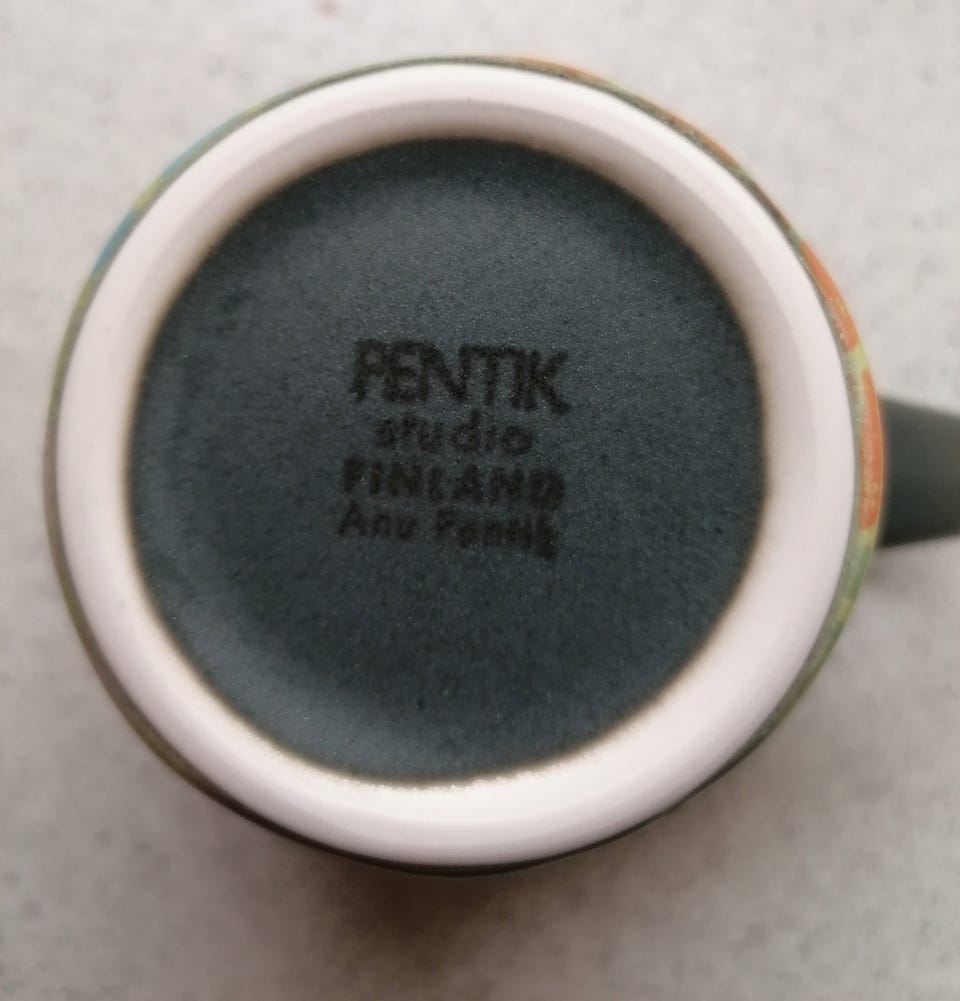 PENTIK
studio
FINLAND
Anu Pentik